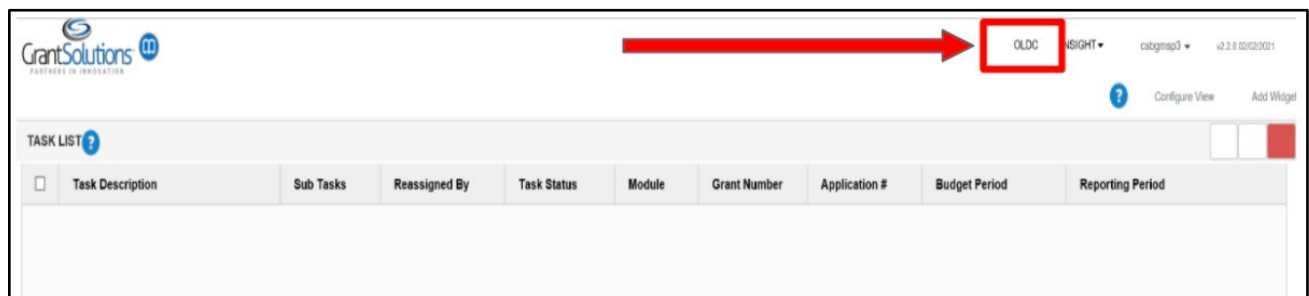 GrantSolutions
PARTNERS IN INNOVATION
OLDC NSIGHT csbgmsp3 v2.2.8 02/02/2021
? Configure View Add Widget
TASK LIST ?
Task Description Sub Tasks Reassigned By Task Status Module Grant Number Application # Budget Period Reporting Period